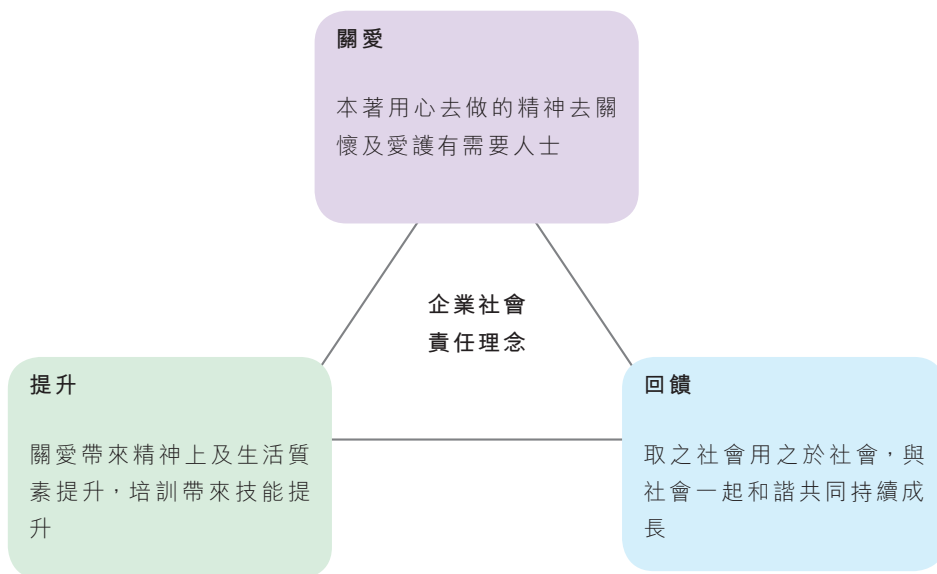 關愛
本著用心去做的精神去關
懷及愛護有需要人士
企業社會
責任理念
提升
關愛帶來精神上及生活質
素提升，培訓帶來技能提
升
回饋
取之社會用之於社會，與
社會一起和諧共同持續成
長